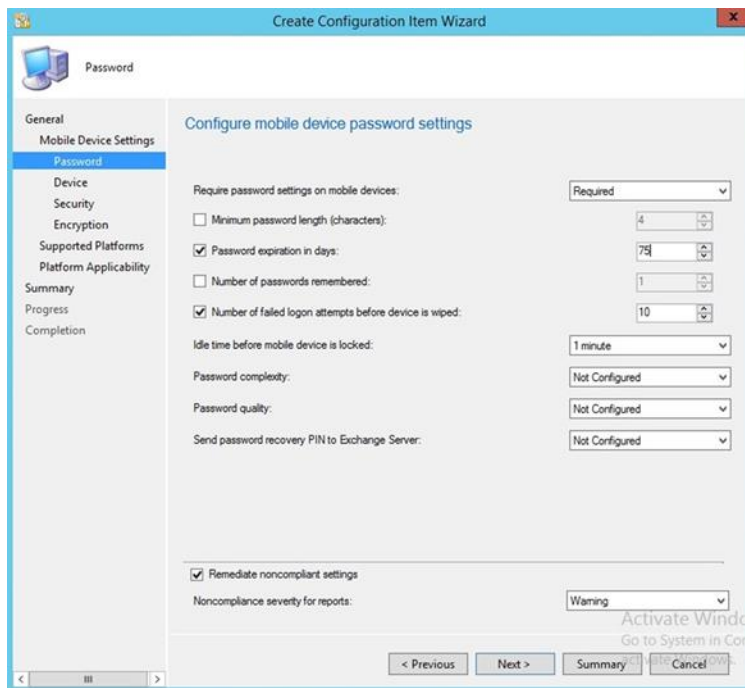 Create Configuration Item Wizard
x
Password
General
Mobile Device Settings
Password
Device
Security
Encryption
Supported Platforms
Platform Applicability
Summary
Progress
Completion
Configure mobile device password settings
Require password settings on mobile devices: Required
Minimum password length (characters): 4
Password expiration in days: 75
Number of passwords remembered: 1
Number of failed logon attempts before device is wiped: 10
Idle time before mobile device is locked: 1 minute
Password complexity: Not Configured
Password quality: Not Configured
Send password recovery PIN to Exchange Server: Not Configured
Remediate noncompliant settings
Noncompliance severity for reports: Warning
Activate Windo
Go to System in Con
activate Windows.
< Previous Next > Summary Cancel